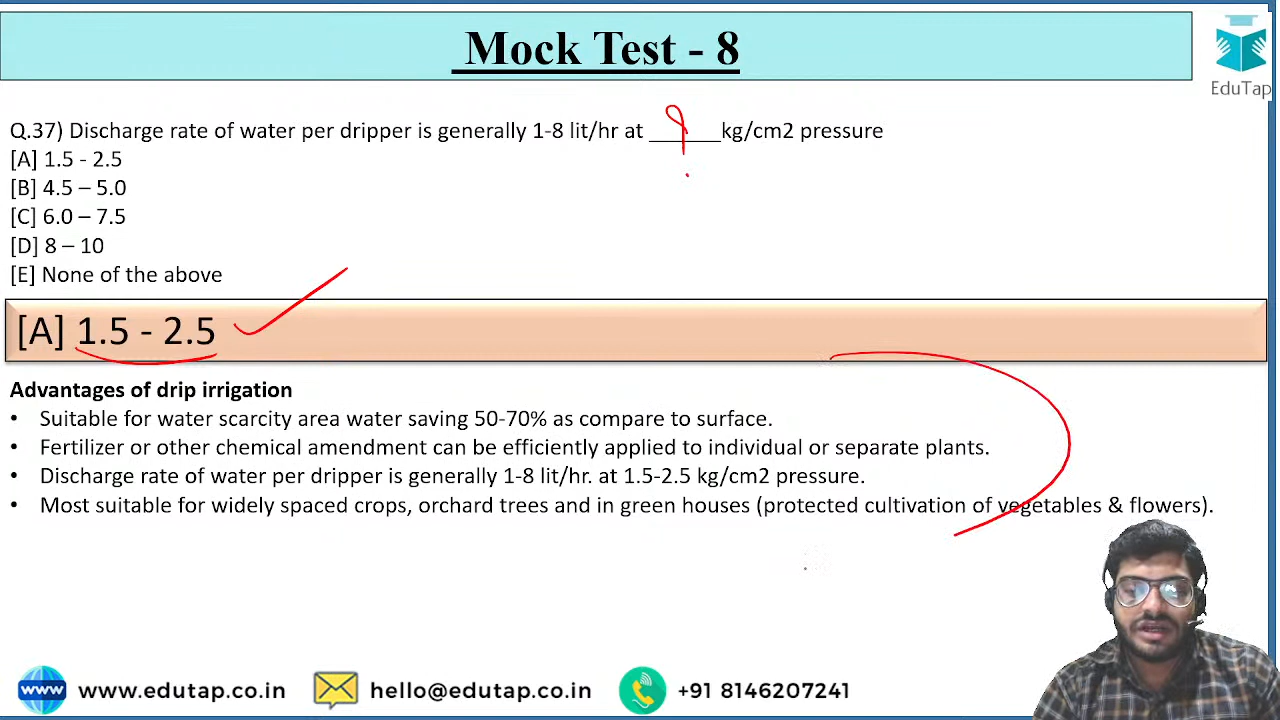 Mock Test - 8
EduTap
Q.37) Discharge rate of water per dripper is generally 1-8 lit/hr at ______kg/cm2 pressure
[A] 1.5 - 2.5
[B] 4.5 – 5.0
[C] 6.0 – 7.5
[D] 8 – 10
[E] None of the above
[A] 1.5 - 2.5
Advantages of drip irrigation
• Suitable for water scarcity area water saving 50-70% as compare to surface.
• Fertilizer or other chemical amendment can be efficiently applied to individual or separate plants.
• Discharge rate of water per dripper is generally 1-8 lit/hr. at 1.5-2.5 kg/cm2 pressure.
• Most suitable for widely spaced crops, orchard trees and in green houses (protected cultivation of vegetables & flowers).
www www.edutap.co.in hello@edutap.co.in +91 8146207241